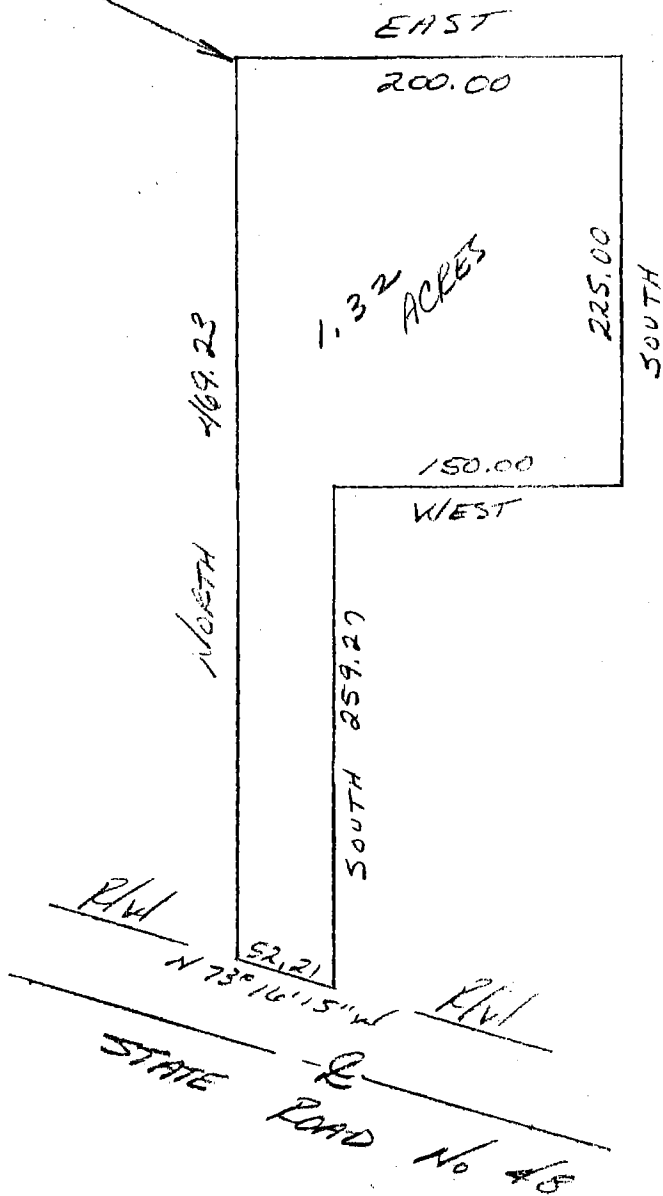 EAST
200.00
1.32 ACRES
225.00
SOUTH
469.23
NORTH
150.00
WEST
SOUTH 259.27
R/W
52.21
N 73° 16' 15" W
R/W
℄
STATE ROAD No 48